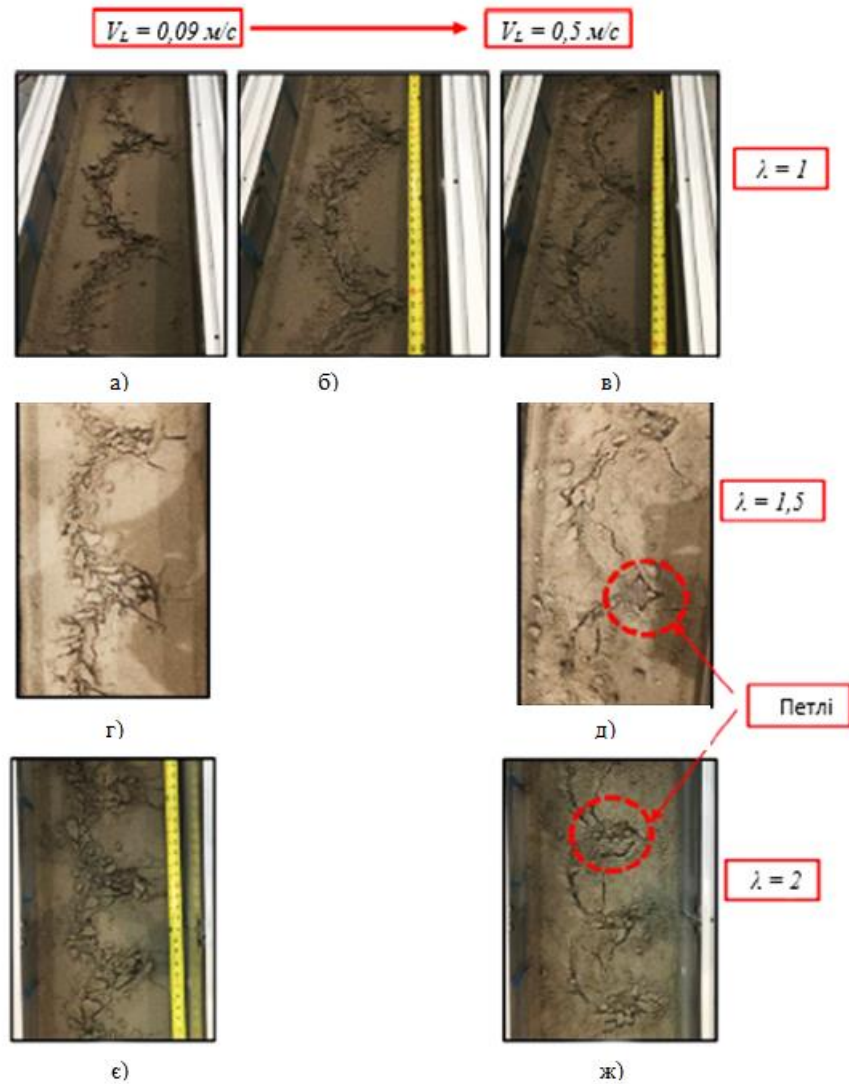 V_L = 0,09 м/с
V_L = 0,5 м/с
λ = 1
а)
б)
в)
λ = 1,5
г)
д)
Петлі
λ = 2
є)
ж)